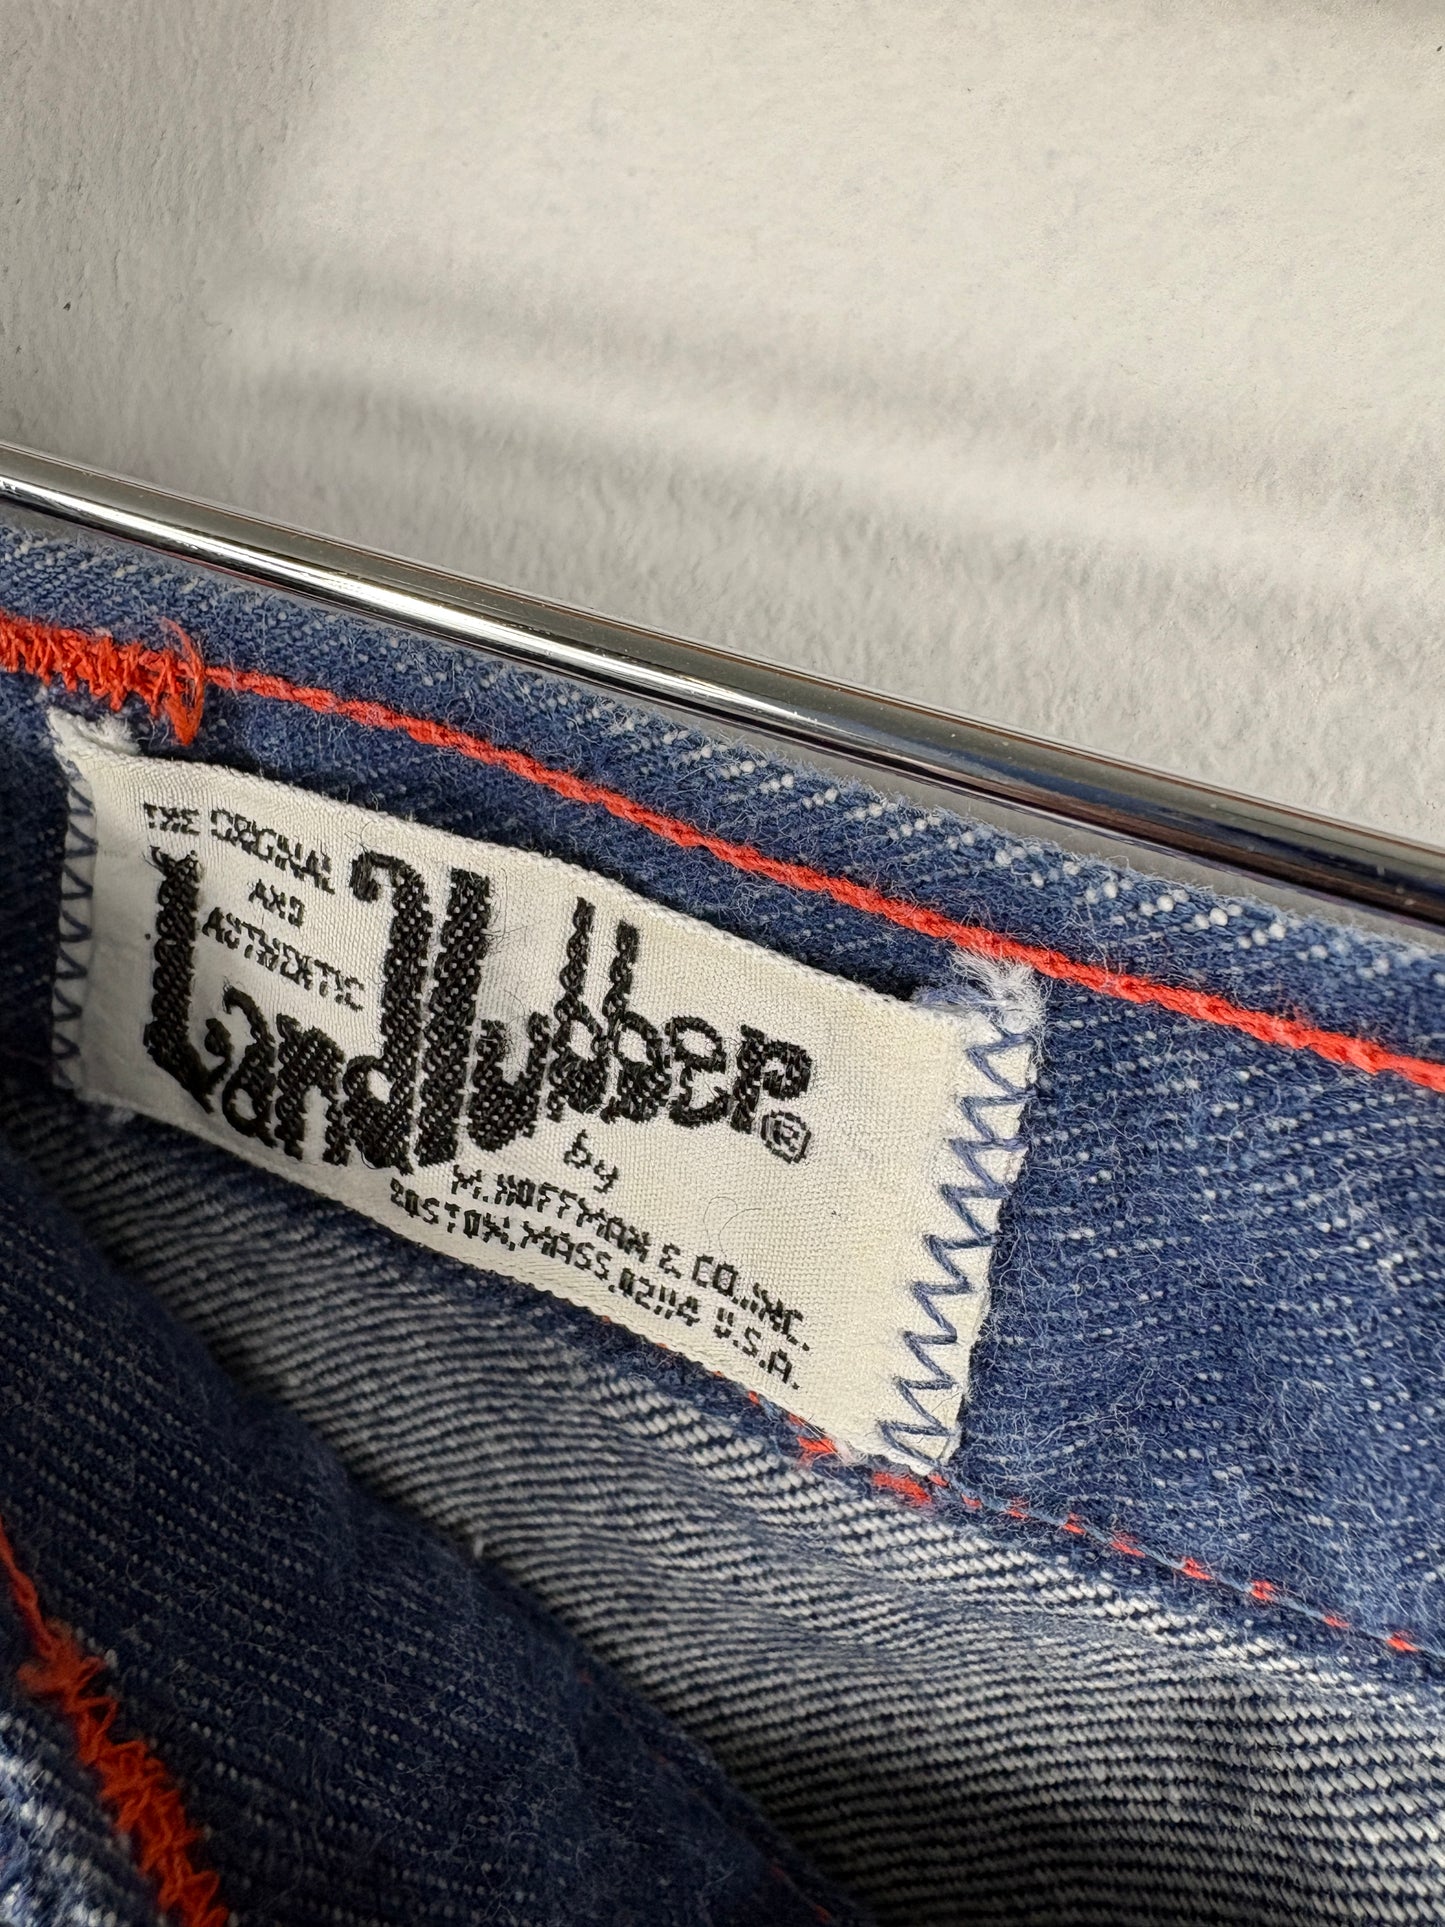 THE ORIGINAL
AND
AUTHENTIC
Landlubber®
by
M. HOFFMAN & CO., INC.
BOSTON, MASS. 02114 U.S.A.